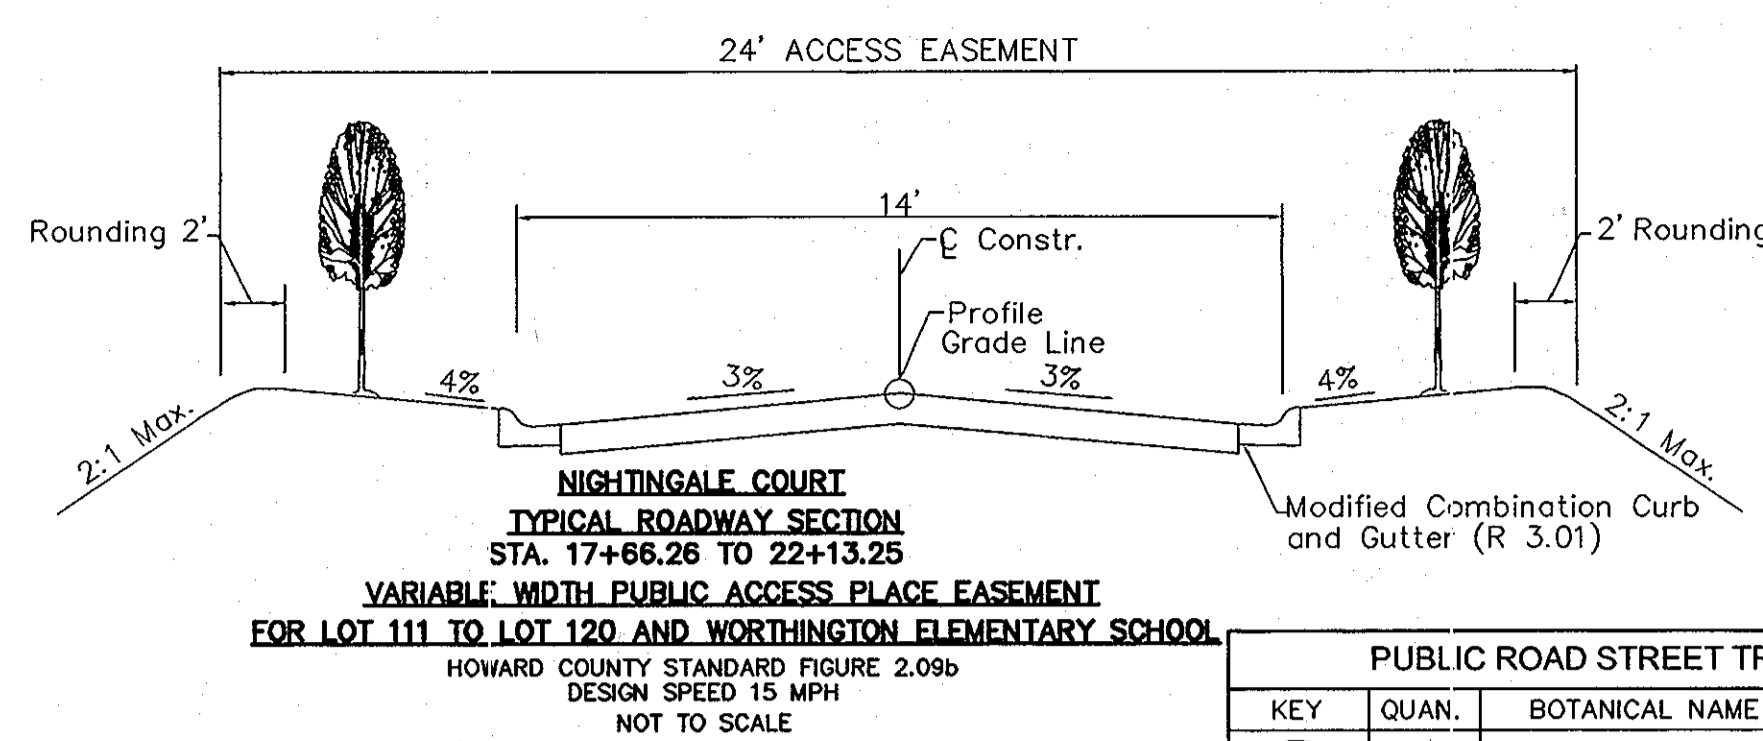 24' ACCESS EASEMENT
14'
Rounding 2'
℄ Constr.
2' Rounding
Profile
Grade Line
4%
3%
3%
4%
2:1 Max.
2:1 Max.
NIGHTINGALE COURT
TYPICAL ROADWAY SECTION
STA. 17+66.26 TO 22+13.25
Modified Combination Curb
and Gutter (R 3.01)
VARIABLE WIDTH PUBLIC ACCESS PLACE EASEMENT
FOR LOT 111 TO LOT 120 AND WORTHINGTON ELEMENTARY SCHOOL
HOWARD COUNTY STANDARD FIGURE 2.09b
DESIGN SPEED 15 MPH
NOT TO SCALE
PUBLIC ROAD STREET TR
KEY QUAN. BOTANICAL NAME